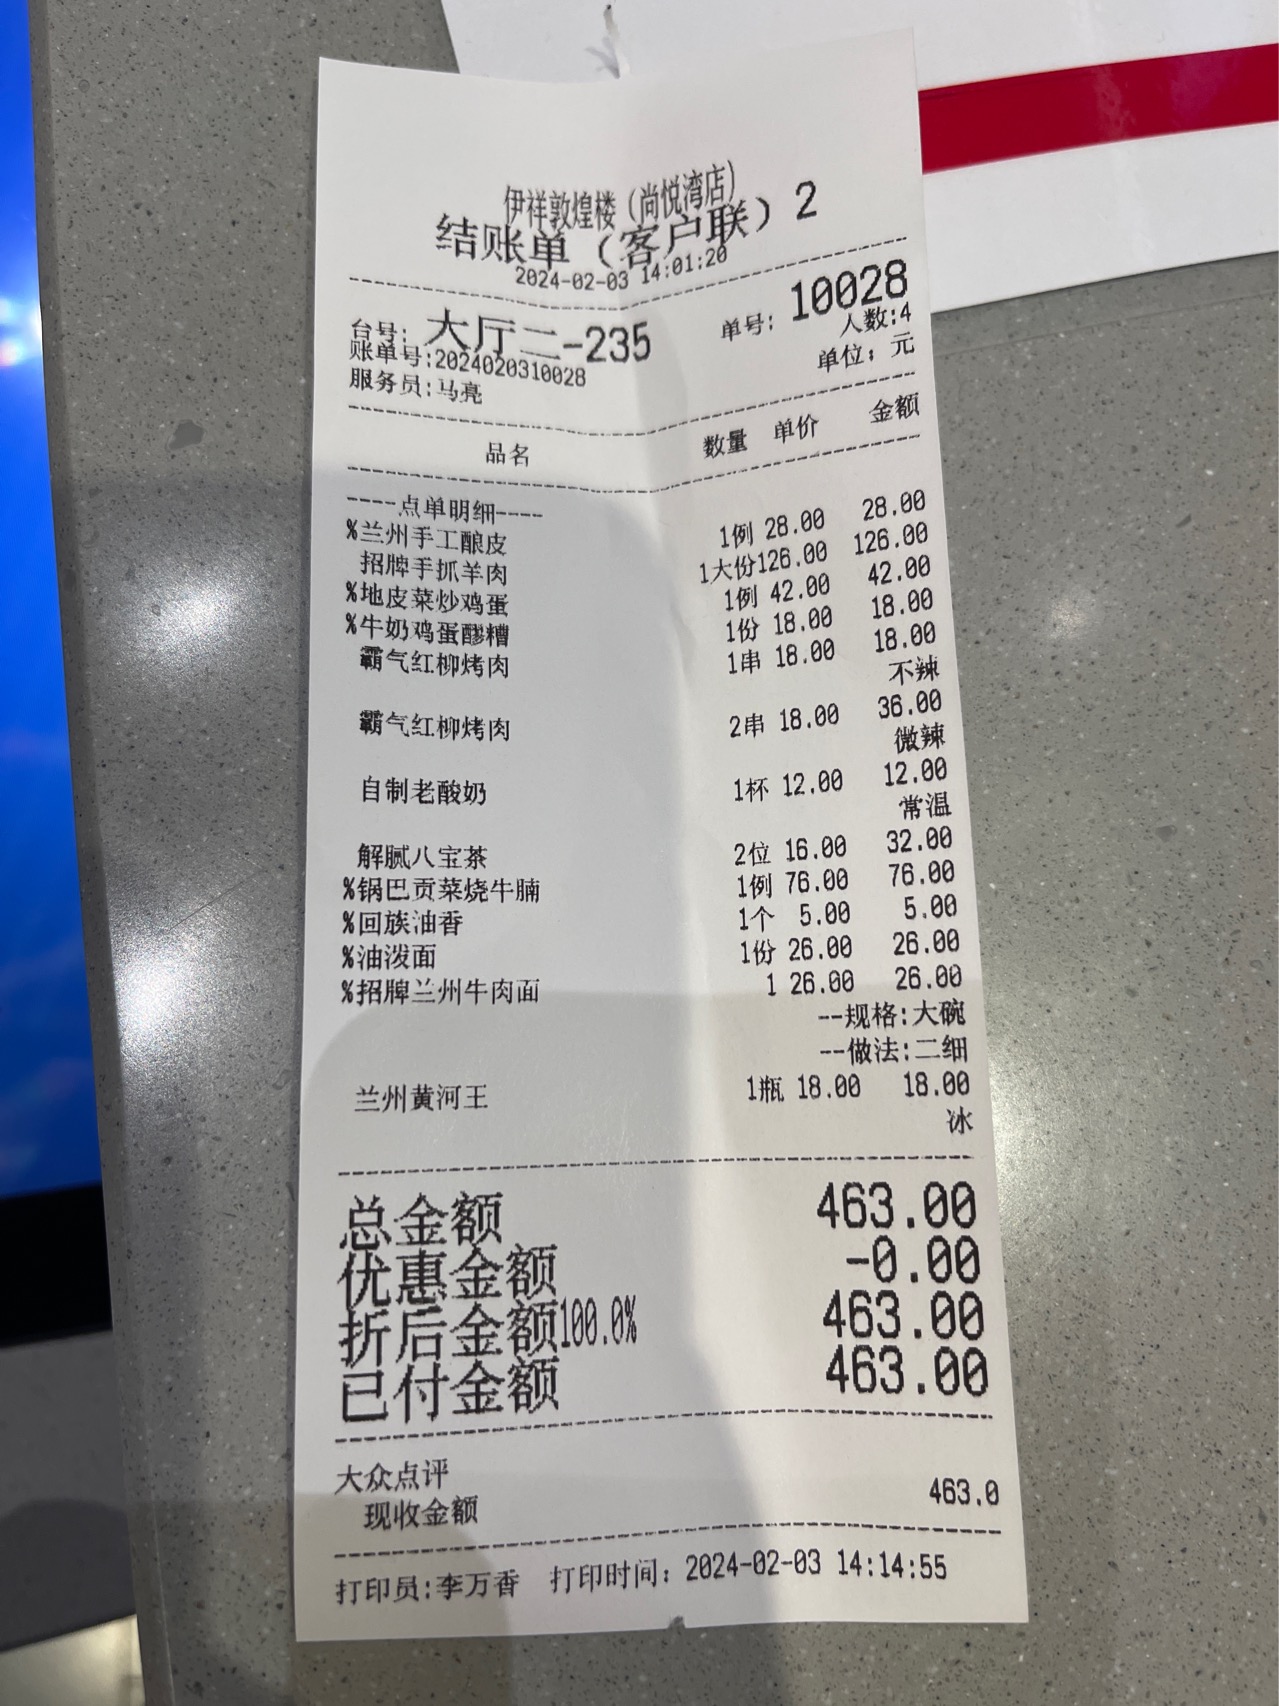 伊祥敦煌楼（尚悦湾店）
结账单（客户联）2
2024-02-03 14:01:20
台号: 大厅二-235 单号: 10028
账单号:2024020310028 人数:4
服务员:马亮 单位: 元
品名 数量 单价 金额
----点单明细----
%兰州手工酿皮 1例 28.00 28.00
招牌手抓羊肉 1大份126.00 126.00
%地皮菜炒鸡蛋 1例 42.00 42.00
%牛奶鸡蛋醪糟 1份 18.00 18.00
霸气红柳烤肉 1串 18.00 18.00
不辣
霸气红柳烤肉 2串 18.00 36.00
微辣
自制老酸奶 1杯 12.00 12.00
常温
解腻八宝茶 2位 16.00 32.00
%锅巴贡菜烧牛腩 1例 76.00 76.00
%回族油香 1个 5.00 5.00
%油泼面 1份 26.00 26.00
%招牌兰州牛肉面 1 26.00 26.00
--规格:大碗
--做法:二细
兰州黄河王 1瓶 18.00 18.00
冰
总金额 463.00
优惠金额 -0.00
折后金额100.0% 463.00
已付金额 463.00
大众点评
现收金额 463.0
打印员:李万香 打印时间: 2024-02-03 14:14:55